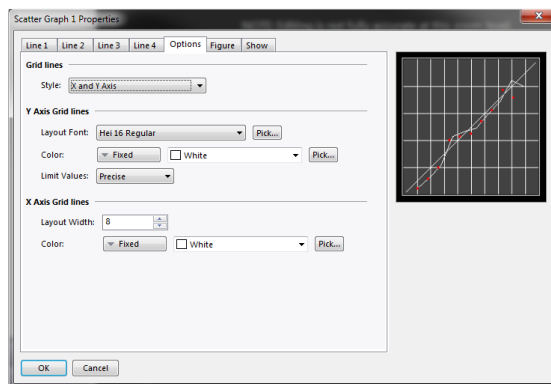 Scatter Graph 1 Properties
Line 1 Line 2 Line 3 Line 4 Options Figure Show
Grid lines
Style: X and Y Axis
Y Axis Grid lines
Layout Font: Hei 16 Regular Pick...
Color: Fixed White Pick...
Limit Values: Precise
X Axis Grid lines
Layout Width: 8
Color: Fixed White Pick...
OK Cancel